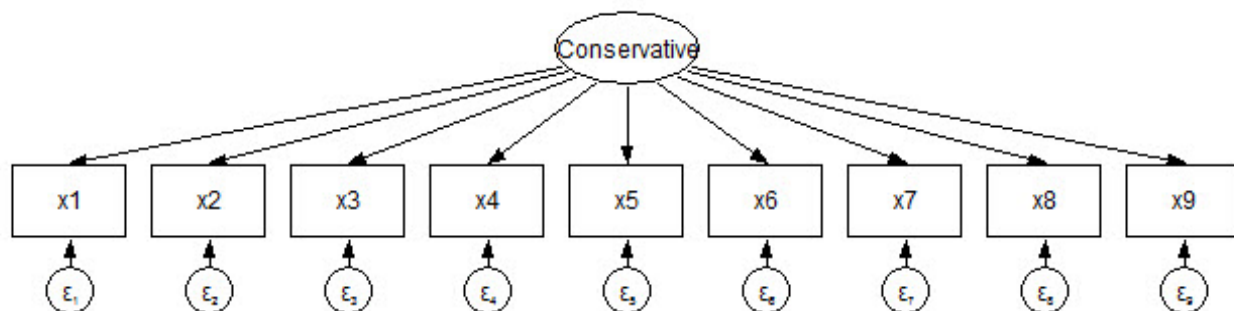 Conservative
x1 x2 x3 x4 x5 x6 x7 x8 x9
ε₁ ε₂ ε₃ ε₄ ε₅ ε₆ ε₇ ε₈ ε₉